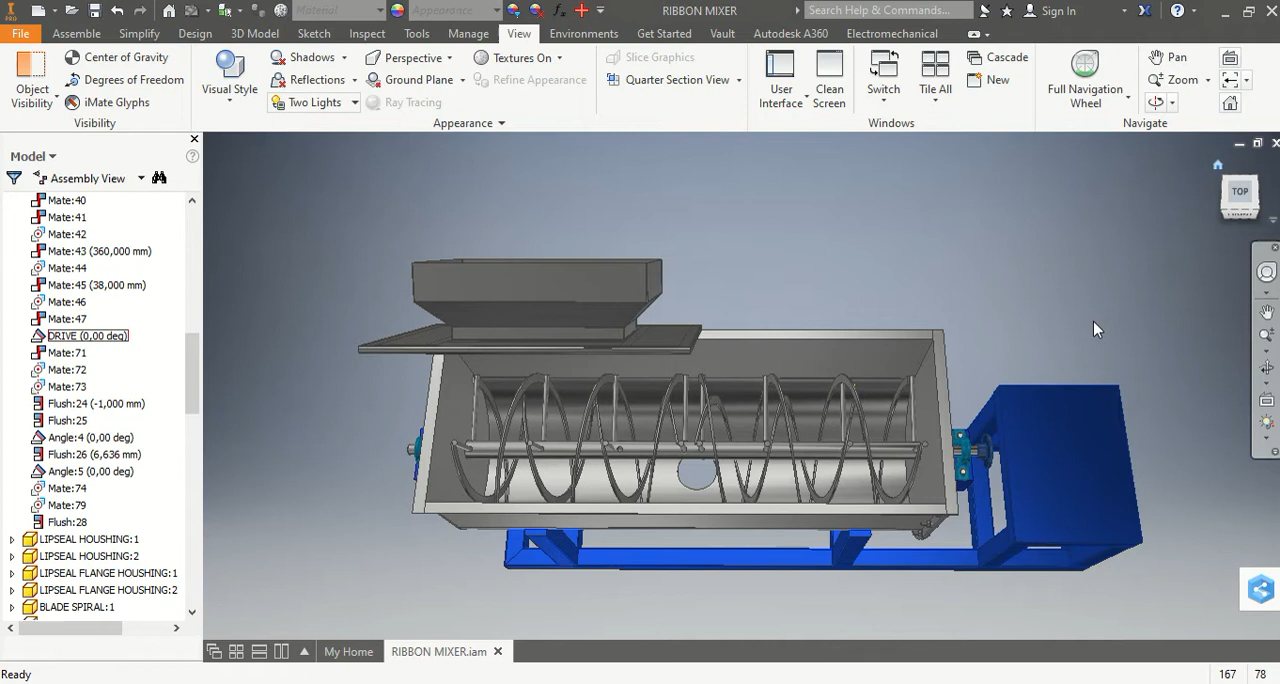 PRO
Material
Appearance
RIBBON MIXER
Search Help & Commands...
Sign In
File
Assemble
Simplify
Design
3D Model
Sketch
Inspect
Tools
Manage
View
Environments
Get Started
Vault
Autodesk A360
Electromechanical
Object
Visibility
Center of Gravity
Degrees of Freedom
iMate Glyphs
Visibility
Visual Style
Shadows
Reflections
Two Lights
Perspective
Ground Plane
Ray Tracing
Textures On
Refine Appearance
Appearance
Slice Graphics
Quarter Section View
User
Interface
Clean
Screen
Switch
Tile All
Cascade
New
Windows
Full Navigation
Wheel
Pan
Zoom
Navigate
Model
Assembly View
Mate:40
Mate:41
Mate:42
Mate:43 (360,000 mm)
Mate:44
Mate:45 (38,000 mm)
Mate:46
Mate:47
DRIVE (0,00 deg)
Mate:71
Mate:72
Mate:73
Flush:24 (-1,000 mm)
Flush:25
Angle:4 (0,00 deg)
Flush:26 (6,636 mm)
Angle:5 (0,00 deg)
Mate:74
Mate:79
Flush:28
LIPSEAL HOUSHING:1
LIPSEAL HOUSHING:2
LIPSEAL FLANGE HOUSHING:1
LIPSEAL FLANGE HOUSHING:2
BLADE SPIRAL:1
TOP
My Home
RIBBON MIXER.iam
Ready
167
78